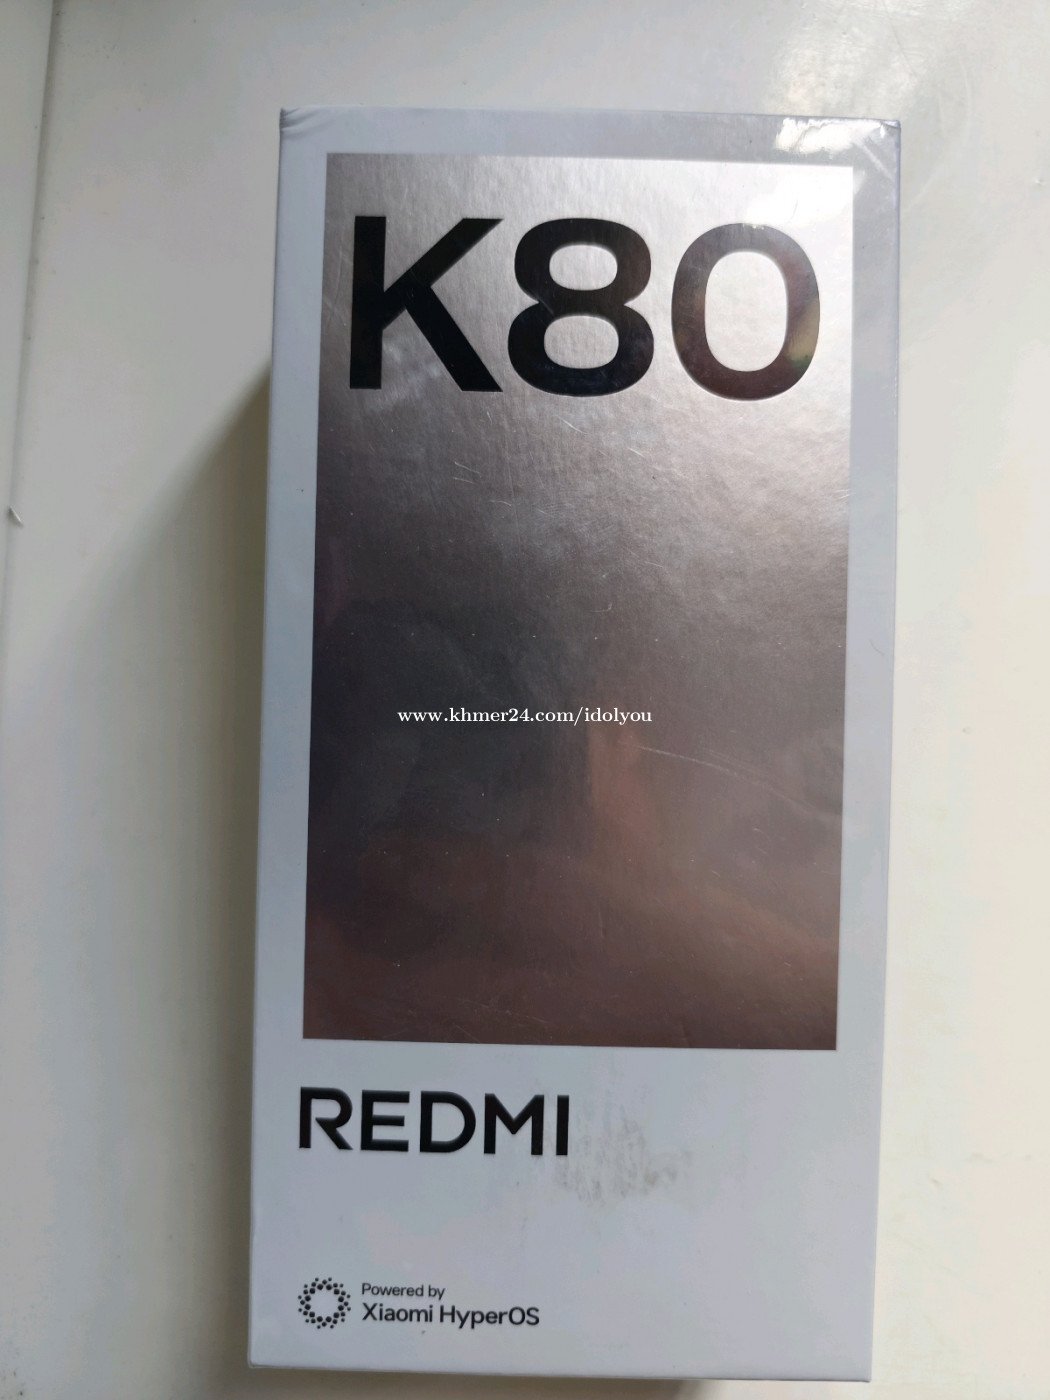 K80
www.khmer24.com/idolyou
REDMI
Powered by
Xiaomi HyperOS